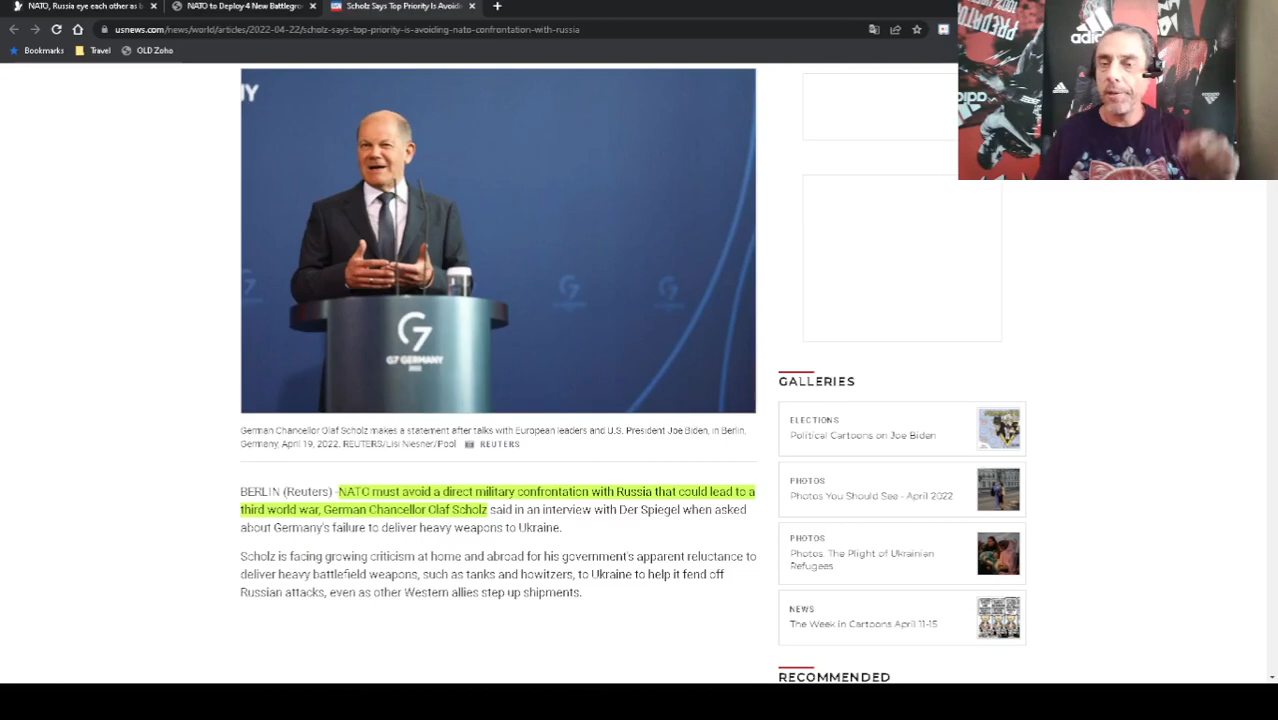 NATO, Russia eye each other as b
NATO to Deploy 4 New Battlegro
Scholz Says Top Priority Is Avoidin
usnews.com/news/world/articles/2022-04-22/scholz-says-top-priority-is-avoiding-nato-confrontation-with-russia
Bookmarks
Travel
OLD Zoho
adidas
PREDATOR
NY
G7 GERMANY
2022
German Chancellor Olaf Scholz makes a statement after talks with European leaders and U.S. President Joe Biden, in Berlin,
Germany, April 19, 2022. REUTERS/Lisi Niesner/Pool REUTERS
BERLIN (Reuters) -NATO must avoid a direct military confrontation with Russia that could lead to a
third world war, German Chancellor Olaf Scholz said in an interview with Der Spiegel when asked
about Germany's failure to deliver heavy weapons to Ukraine.
Scholz is facing growing criticism at home and abroad for his government's apparent reluctance to
deliver heavy battlefield weapons, such as tanks and howitzers, to Ukraine to help it fend off
Russian attacks, even as other Western allies step up shipments.
GALLERIES
ELECTIONS
Political Cartoons on Joe Biden
PHOTOS
Photos You Should See - April 2022
PHOTOS
Photos: The Plight of Ukrainian
Refugees
NEWS
The Week in Cartoons April 11-15
RECOMMENDED